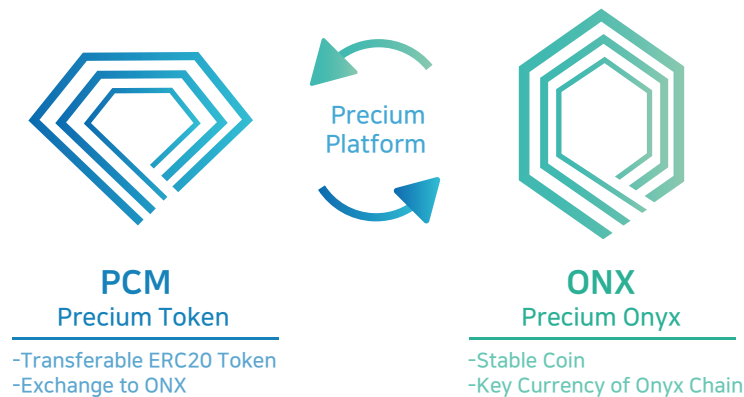 Precium
Platform
PCM
Precium Token
-Transferable ERC20 Token
-Exchange to ONX
ONX
Precium Onyx
-Stable Coin
-Key Currency of Onyx Chain